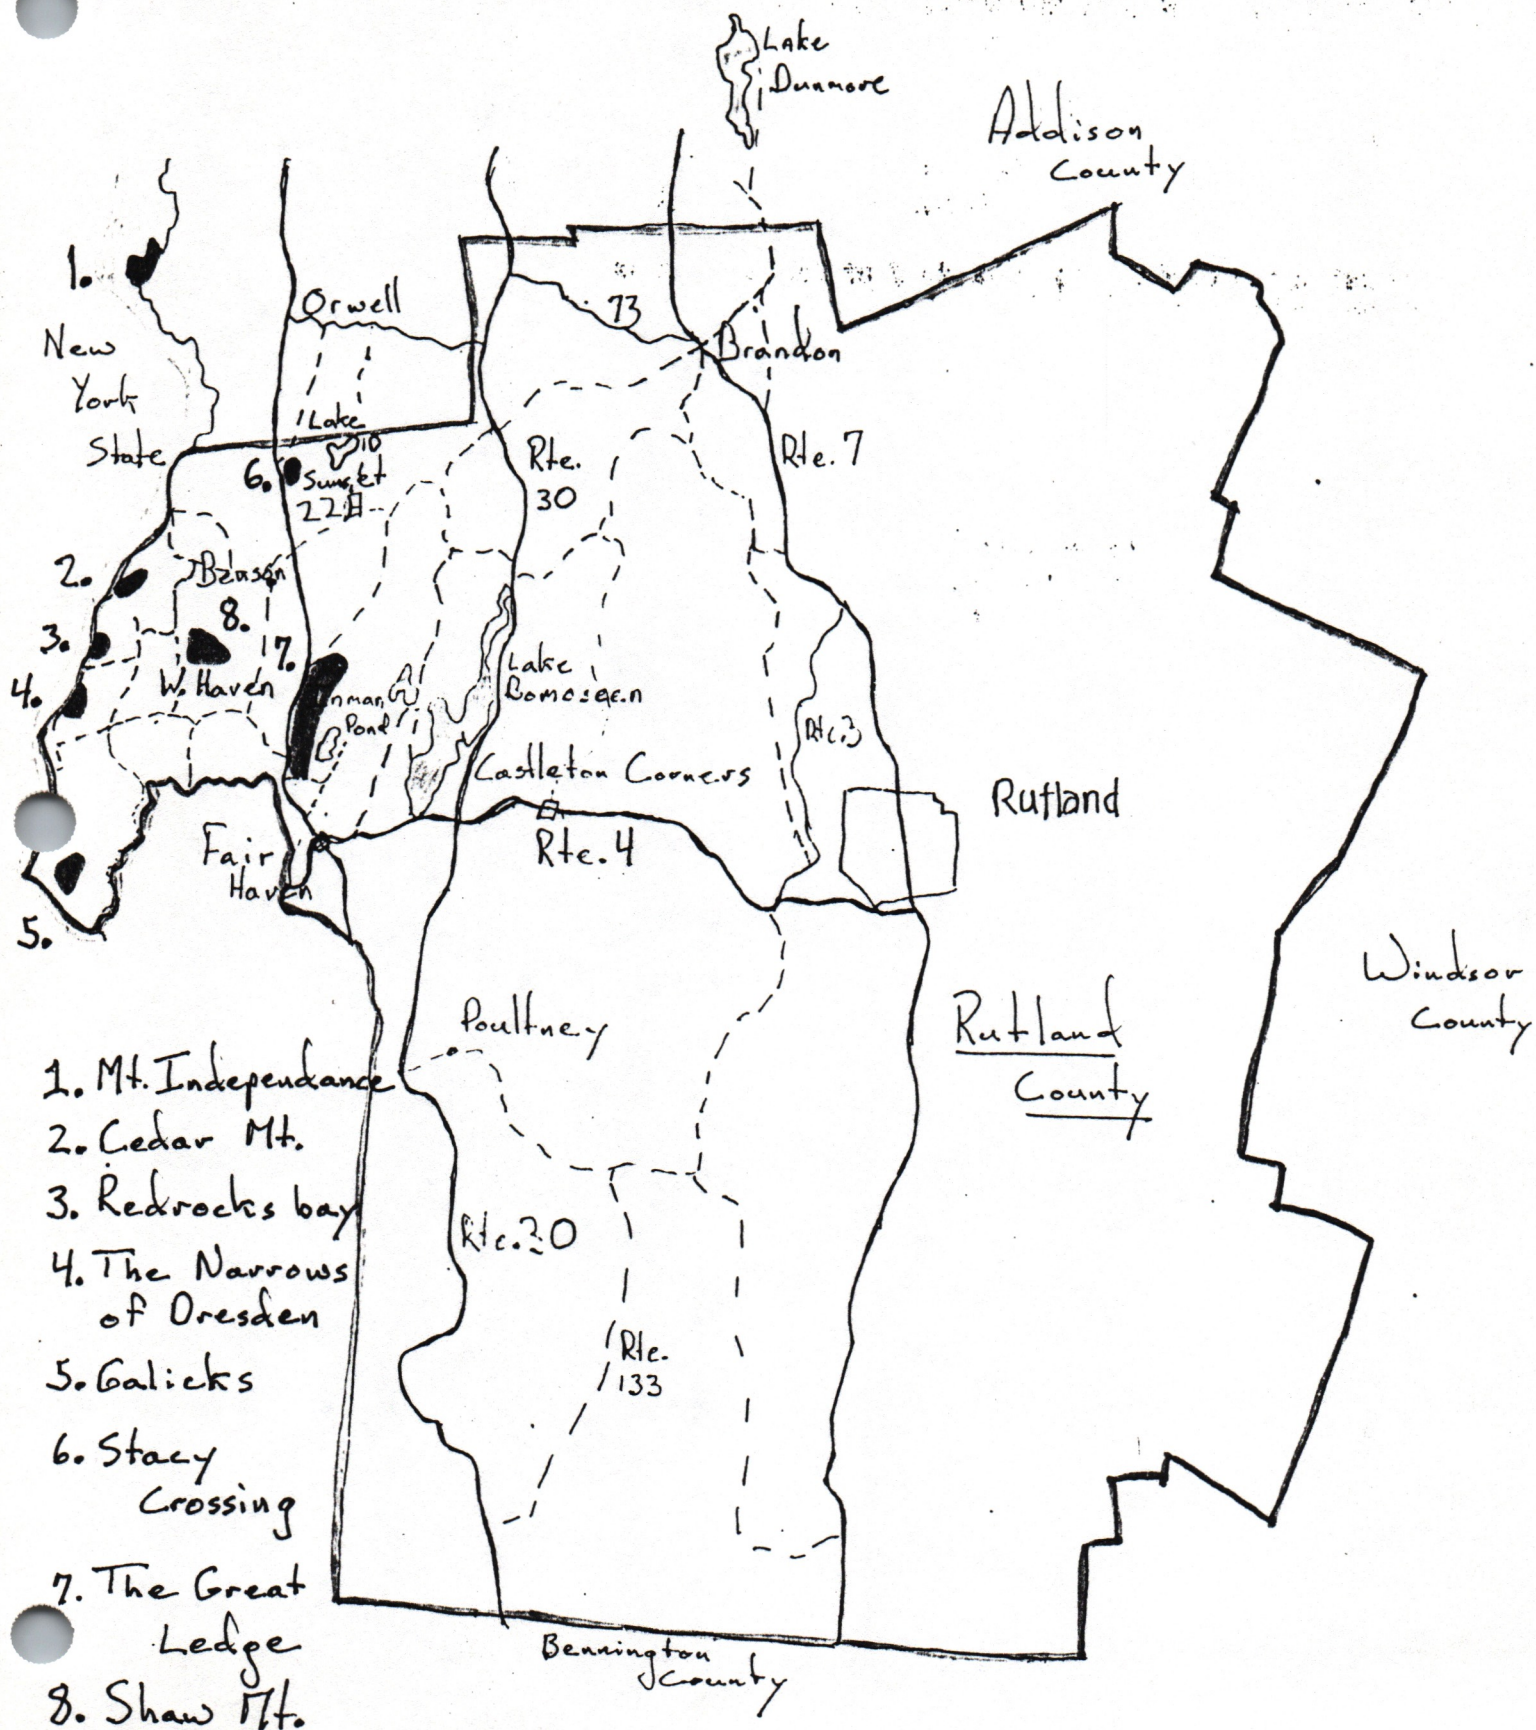 Lake
Dunmore
Addison
County
1.
Orwell
73
New
York
State
Brandon
Lake
10
6.
Sunset
22A
Rte.
30
Rte. 7
2.
Benson
8.
3.
7.
Lake
Bomoseen
4.
W. Haven
Inman
Pond
Rte. 3
Castleton Corners
Rutland
Fair
Haven
Rte. 4
5.
Windsor
County
Poultney
Rutland
County
1. Mt. Independance
2. Cedar Mt.
3. Redrocks bay
Rte. 30
4. The Narrows
of Dresden
Rte.
133
5. Galicks
6. Stacy
Crossing
7. The Great
Ledge
Bennington
County
8. Shaw Mt.